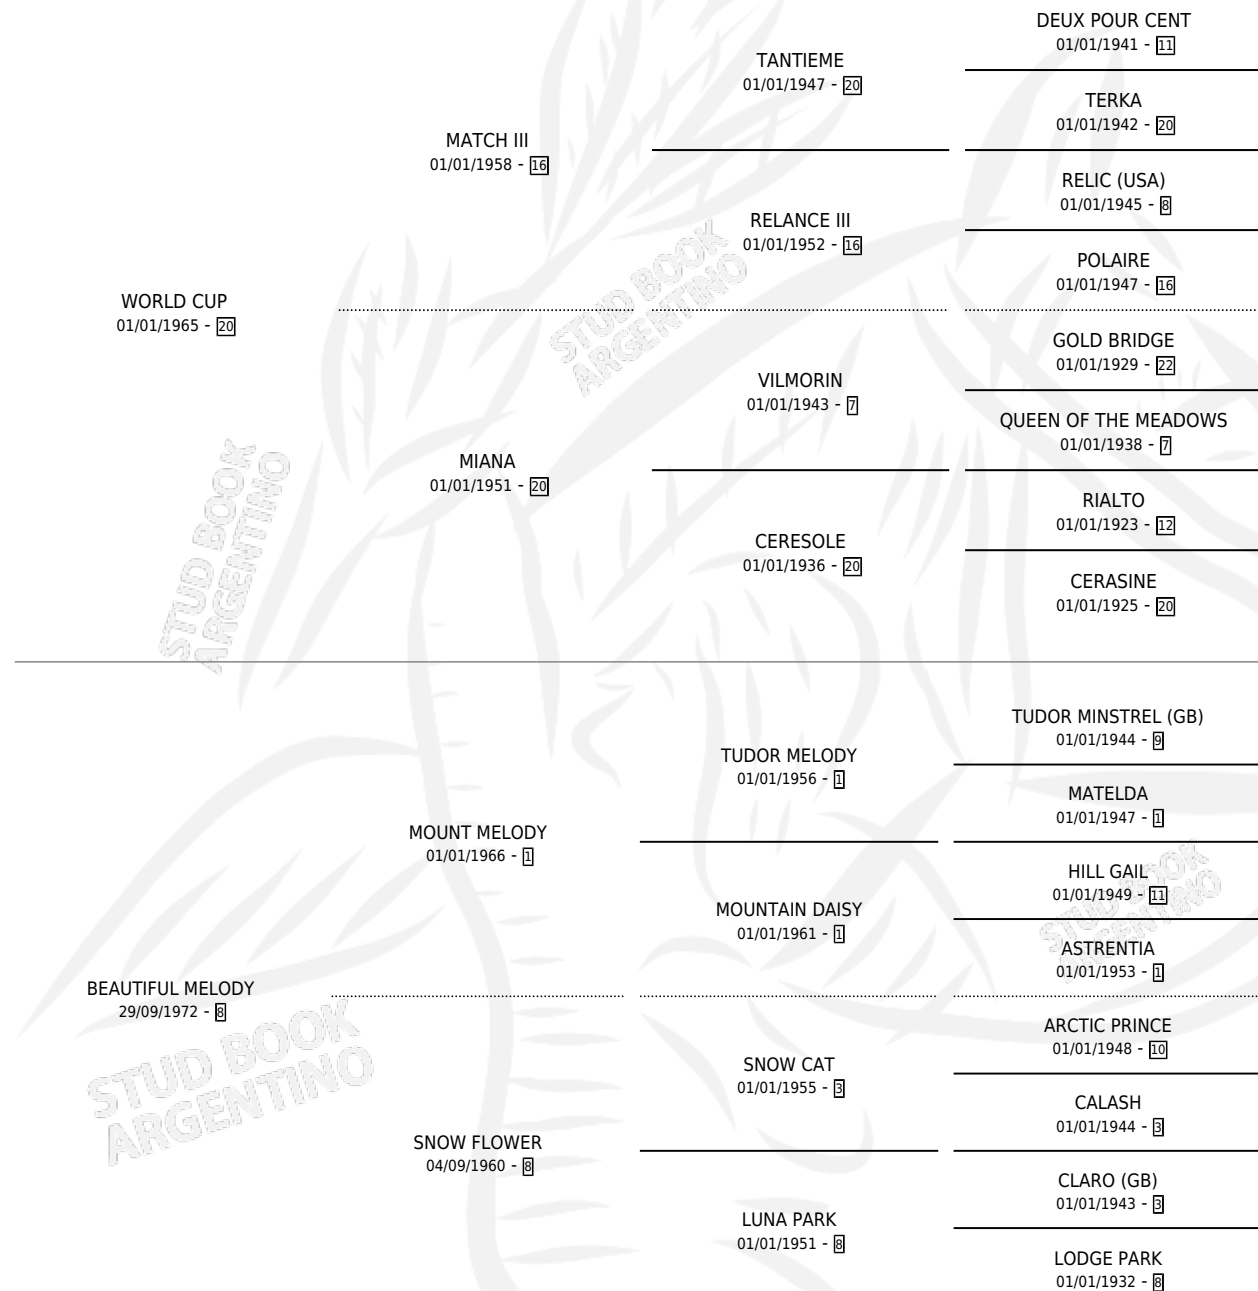 DEUX POUR CENT
01/01/1941 - 11
TANTIEME
01/01/1947 - 20
TERKA
01/01/1942 - 20
MATCH III
01/01/1958 - 16
RELIC (USA)
01/01/1945 - 8
RELANCE III
01/01/1952 - 16
POLAIRE
01/01/1947 - 16
WORLD CUP
01/01/1965 - 20
GOLD BRIDGE
01/01/1929 - 22
VILMORIN
01/01/1943 - 7
QUEEN OF THE MEADOWS
01/01/1938 - 7
MIANA
01/01/1951 - 20
RIALTO
01/01/1923 - 12
CERESOLE
01/01/1936 - 20
CERASINE
01/01/1925 - 20
STUD BOOK
ARGENTINO
STUD BOOK
ARGENTINO
TUDOR MINSTREL (GB)
01/01/1944 - 9
TUDOR MELODY
01/01/1956 - 1
MATELDA
01/01/1947 - 1
MOUNT MELODY
01/01/1966 - 1
HILL GAIL
01/01/1949 - 11
MOUNTAIN DAISY
01/01/1961 - 1
ASTRENTIA
01/01/1953 - 1
STUD BOOK
ARGENTINO
BEAUTIFUL MELODY
29/09/1972 - 8
ARCTIC PRINCE
01/01/1948 - 10
SNOW CAT
01/01/1955 - 3
CALASH
01/01/1944 - 3
STUD BOOK
ARGENTINO
SNOW FLOWER
04/09/1960 - 8
CLARO (GB)
01/01/1943 - 3
LUNA PARK
01/01/1951 - 8
LODGE PARK
01/01/1932 - 8